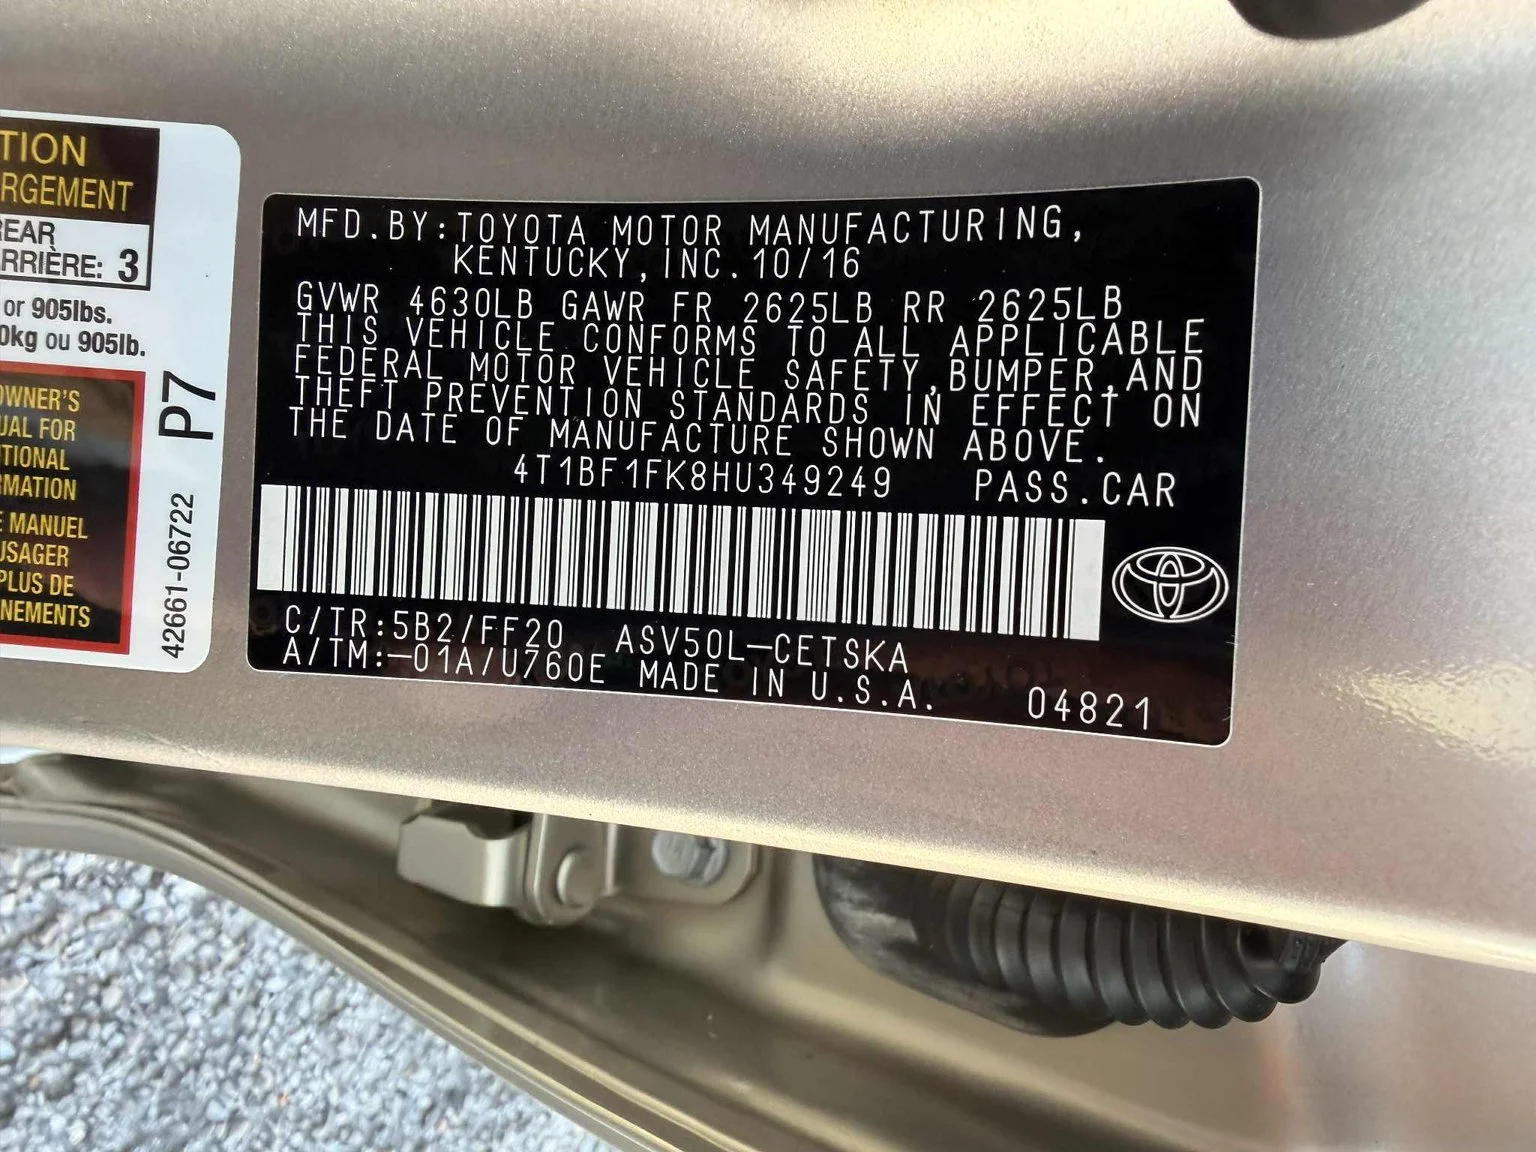 TION
RGEMENT
REAR
ARRIÈRE: 3
or 905lbs.
0kg ou 905lb.
OWNER'S
UAL FOR
TIONAL
RMATION
E MANUEL
USAGER
PLUS DE
NEMENTS
P7
42661-06722
MFD.BY:TOYOTA MOTOR MANUFACTURING,
KENTUCKY,INC.10/16
GVWR 4630LB GAWR FR 2625LB RR 2625LB
THIS VEHICLE CONFORMS TO ALL APPLICABLE
FEDERAL MOTOR VEHICLE SAFETY,BUMPER,AND
THEFT PREVENTION STANDARDS IN EFFECT ON
THE DATE OF MANUFACTURE SHOWN ABOVE.
4T1BF1FK8HU349249 PASS.CAR
C/TR:5B2/FF20 ASV50L-CETSKA
A/TM:-01A/U760E MADE IN U.S.A. 04821